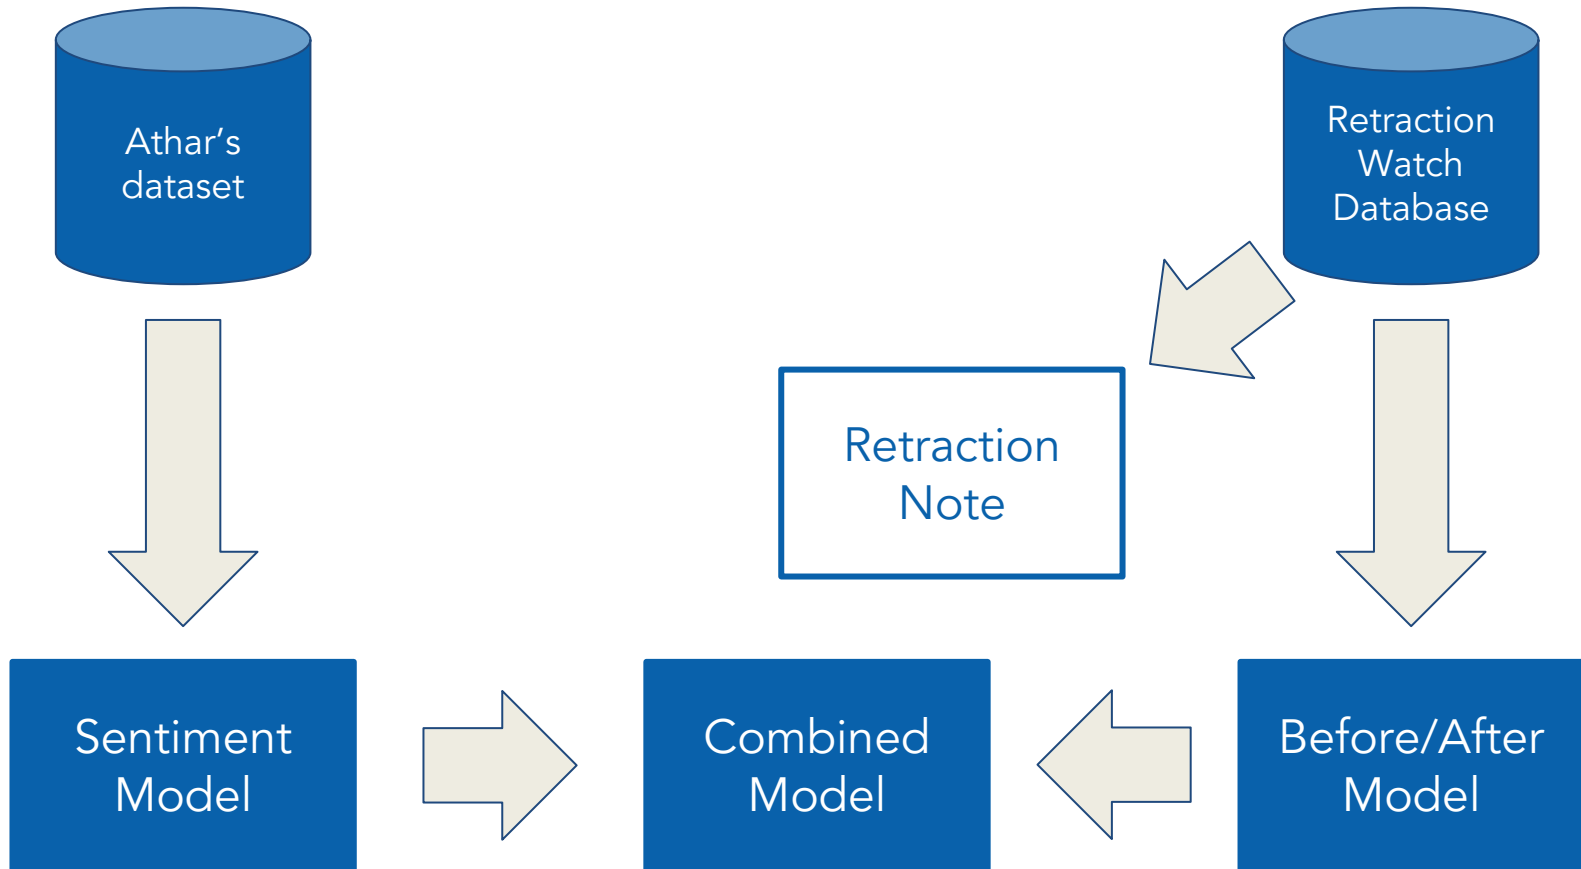 Athar’s
dataset
Retraction
Watch
Database
Retraction
Note
Sentiment
Model
Combined
Model
Before/After
Model